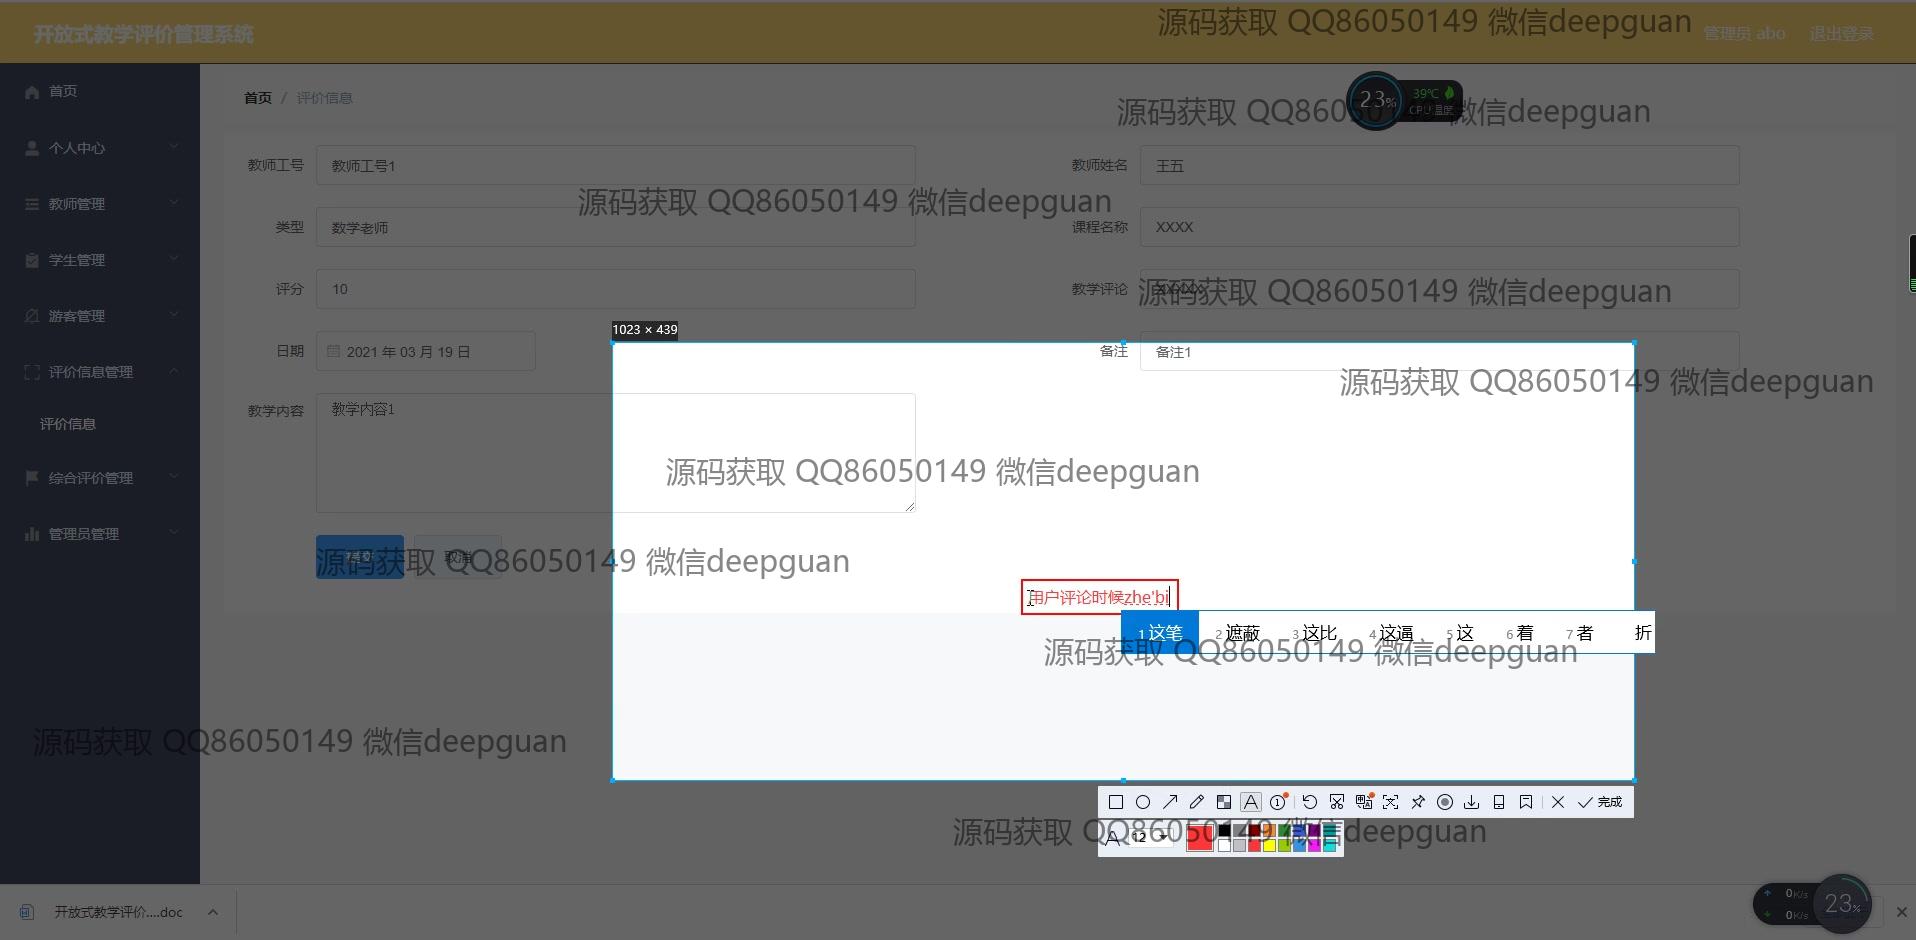 源码获取 QQ86050149 微信deepguan
开放式教学评价管理系统
管理员 abo
退出登录
首页
个人中心
教师管理
学生管理
游客管理
评价信息管理
评价信息
综合评价管理
管理员管理
首页 / 评价信息
23%
39℃
CPU温度
源码获取 QQ86050149 微信deepguan
教师工号 教师工号1
教师姓名 王五
源码获取 QQ86050149 微信deepguan
类型 数学老师
课程名称 XXXX
评分 10
教学评论
源码获取 QQ86050149 微信deepguan
1023 × 439
日期 2021 年 03 月 19 日
备注 备注1
源码获取 QQ86050149 微信deepguan
教学内容 教学内容1
源码获取 QQ86050149 微信deepguan
取消
源码获取 QQ86050149 微信deepguan
用户评论时候zhe'bi
1 这笔 2 遮蔽 3 这比 4 这逼 5 这 6 着 7 者 折
源码获取 QQ86050149 微信deepguan
源码获取 QQ86050149 微信deepguan
完成
源码获取 QQ86050149 微信deepguan
A 12
开放式教学评价....doc
0K/s
0K/s
23%